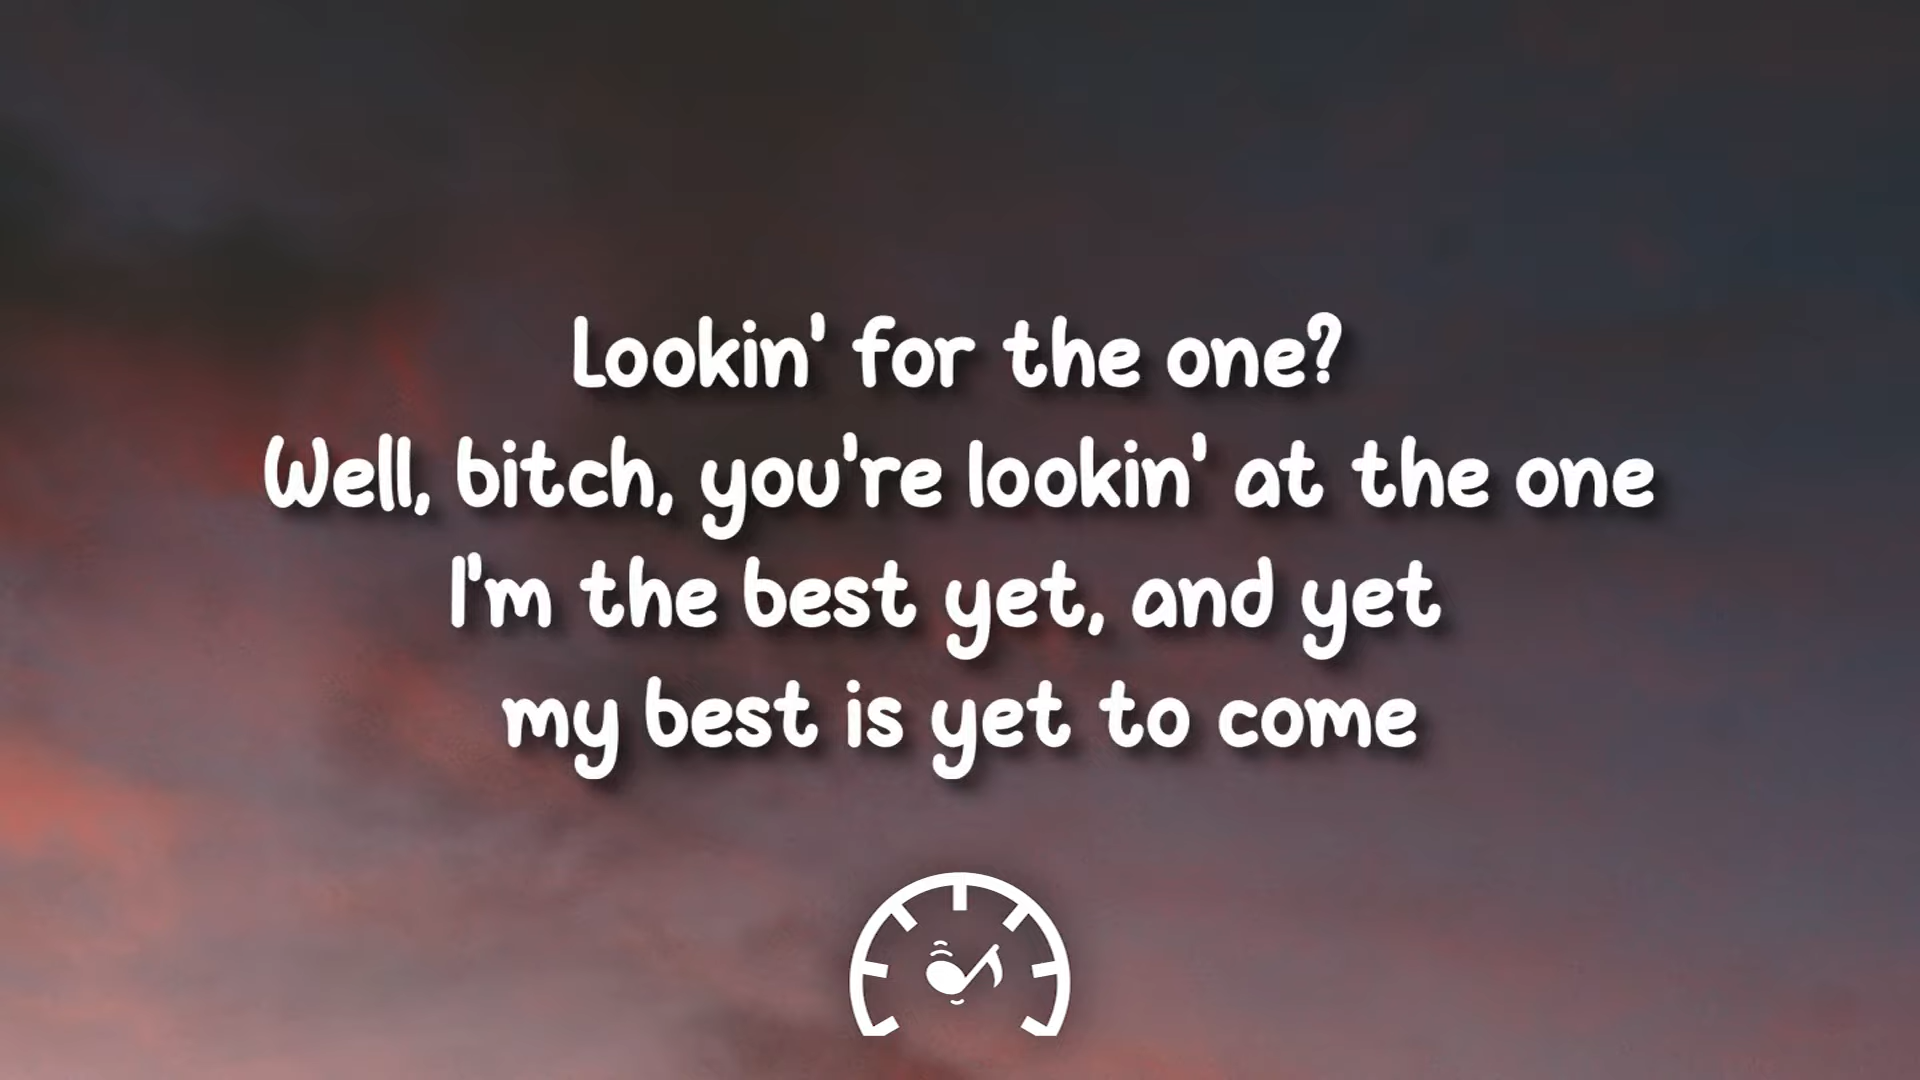 Lookin' for the one?
Well, bitch, you're lookin' at the one
I'm the best yet, and yet
my best is yet to come